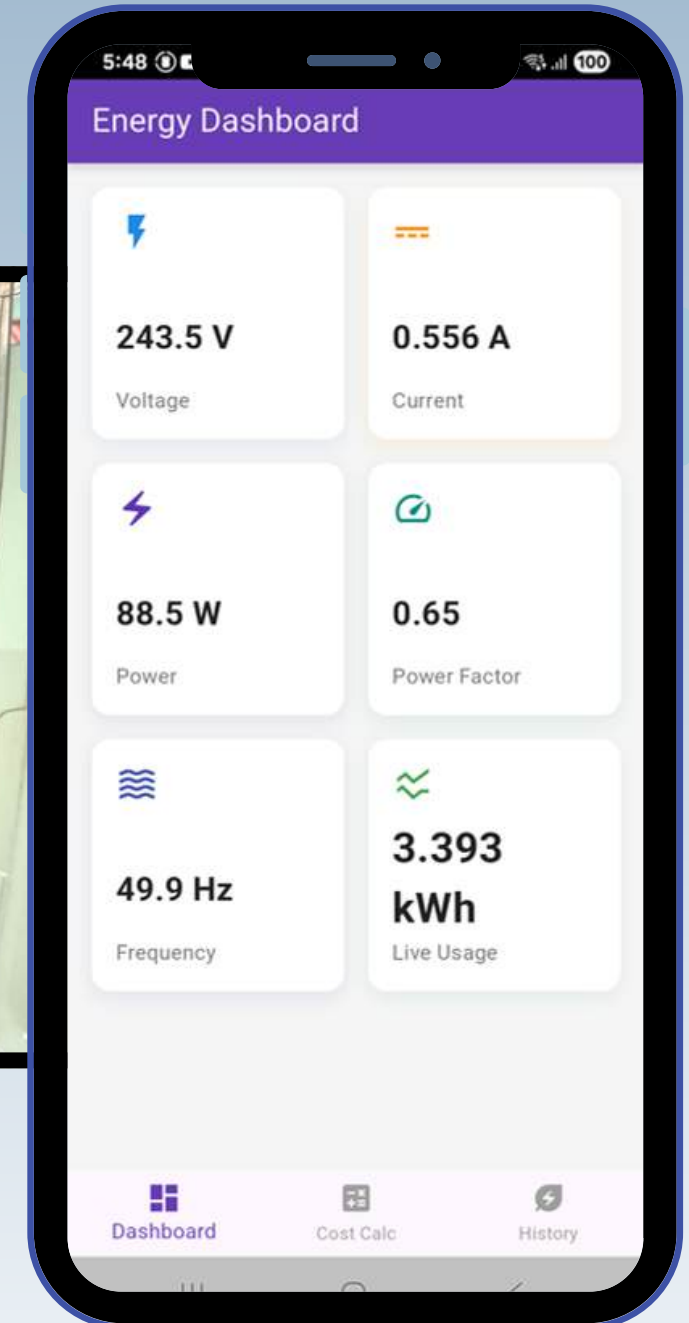 5:48
100
Energy Dashboard
243.5 V
Voltage
0.556 A
Current
88.5 W
Power
0.65
Power Factor
49.9 Hz
Frequency
3.393
kWh
Live Usage
Dashboard
Cost Calc
History